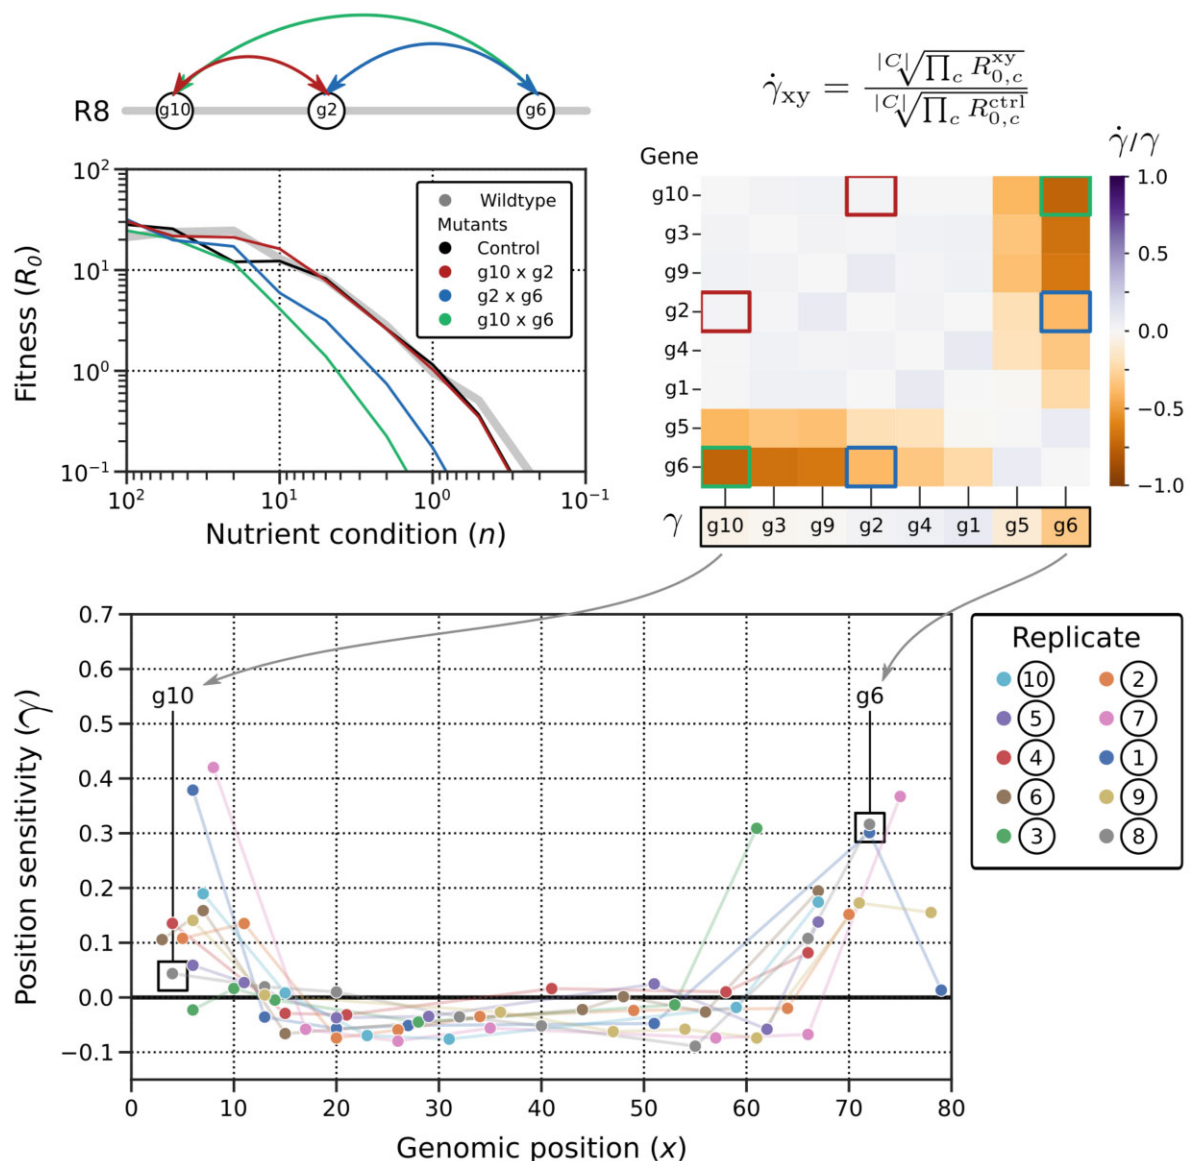 R8
g10
g2
g6
γ̇xy = |C|√∏c R0,c^xy / |C|√∏c R0,c^ctrl
Fitness (R0)
10²
10¹
10⁰
10⁻¹
Wildtype
Mutants
Control
g10 x g2
g2 x g6
g10 x g6
10² 10¹ 10⁰ 10⁻¹
Nutrient condition (n)
Gene
g10
g3
g9
g2
g4
g1
g5
g6
γ g10 g3 g9 g2 g4 g1 g5 g6
γ̇/γ
1.0
0.5
0.0
−0.5
−1.0
Position sensitivity (γ)
0.7
0.6
0.5
0.4
0.3
0.2
0.1
0.0
−0.1
g10
g6
0 10 20 30 40 50 60 70 80
Genomic position (x)
Replicate
10 2
5 7
4 1
6 9
3 8